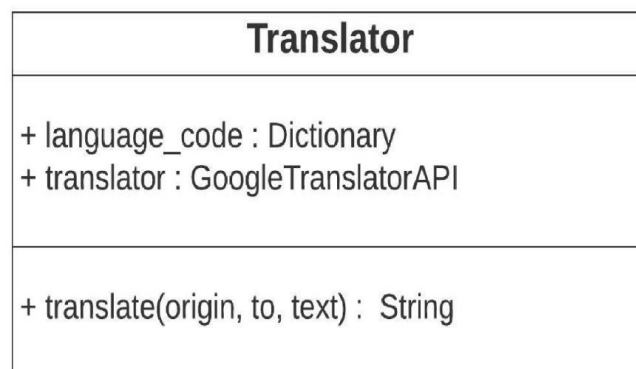 Translator
+ language_code : Dictionary
+ translator : GoogleTranslatorAPI
+ translate(origin, to, text) : String